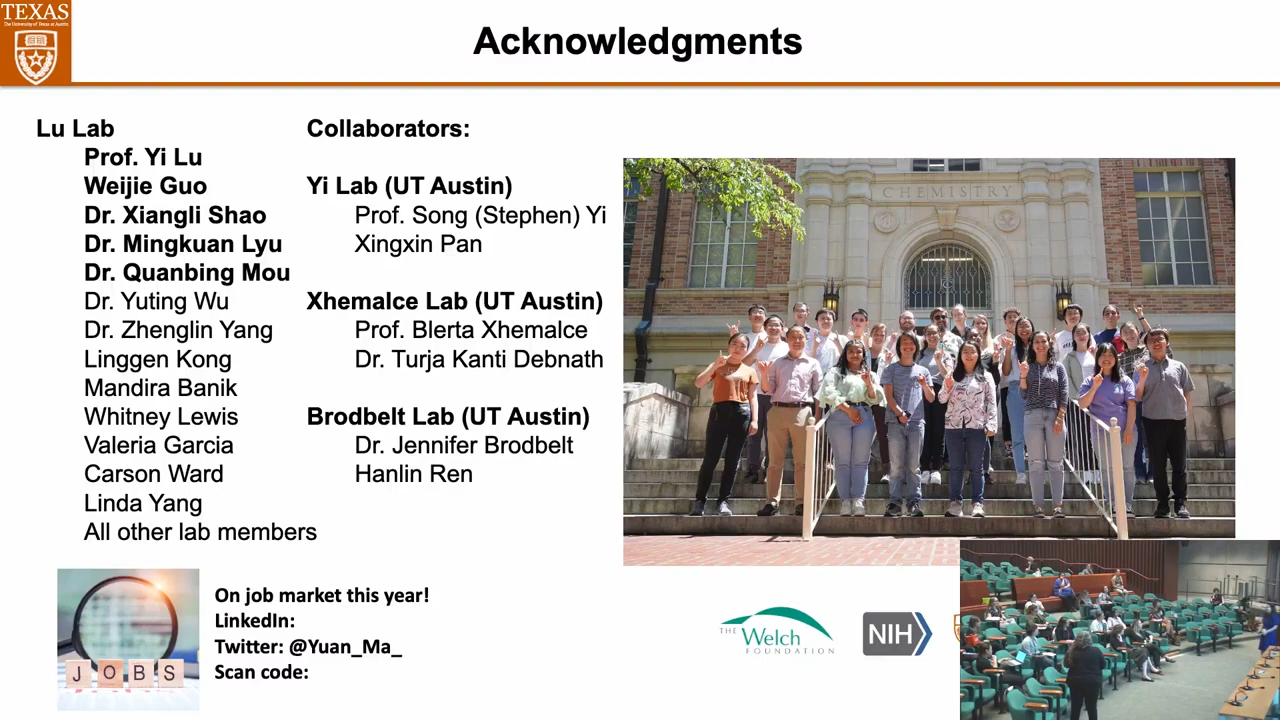 TEXAS
The University of Texas at Austin
Acknowledgments
Lu Lab
Prof. Yi Lu
Weijie Guo
Dr. Xiangli Shao
Dr. Mingkuan Lyu
Dr. Quanbing Mou
Dr. Yuting Wu
Dr. Zhenglin Yang
Linggen Kong
Mandira Banik
Whitney Lewis
Valeria Garcia
Carson Ward
Linda Yang
All other lab members
Collaborators:
Yi Lab (UT Austin)
Prof. Song (Stephen) Yi
Xingxin Pan
Xhemalce Lab (UT Austin)
Prof. Blerta Xhemalce
Dr. Turja Kanti Debnath
Brodbelt Lab (UT Austin)
Dr. Jennifer Brodbelt
Hanlin Ren
CHEMISTRY
JOBS
On job market this year!
LinkedIn:
Twitter: @Yuan_Ma_
Scan code:
THE Welch
FOUNDATION
NIH